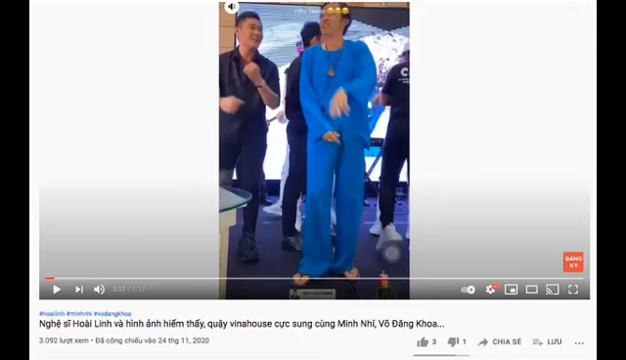 ĐĂNG
KÝ
0:01 / 1:17
#hoailinh #minhnhi #vodangkhoa
Nghệ sĩ Hoài Linh và hình ảnh hiếm thấy, quậy vinahouse cực sung cùng Minh Nhí, Võ Đăng Khoa...
3.092 lượt xem • Đã công chiếu vào 24 thg 11, 2020
3 1 CHIA SẺ LƯU